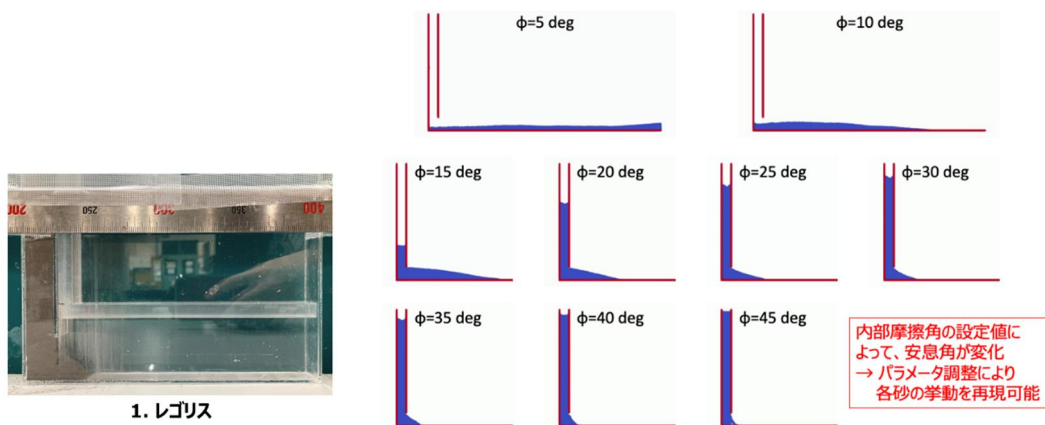 φ=5 deg
φ=10 deg
φ=15 deg
φ=20 deg
φ=25 deg
φ=30 deg
φ=35 deg
φ=40 deg
φ=45 deg
200
250
300
350
400
1. レゴリス
内部摩擦角の設定値に
よって、安息角が変化
→ パラメータ調整により
各砂の挙動を再現可能